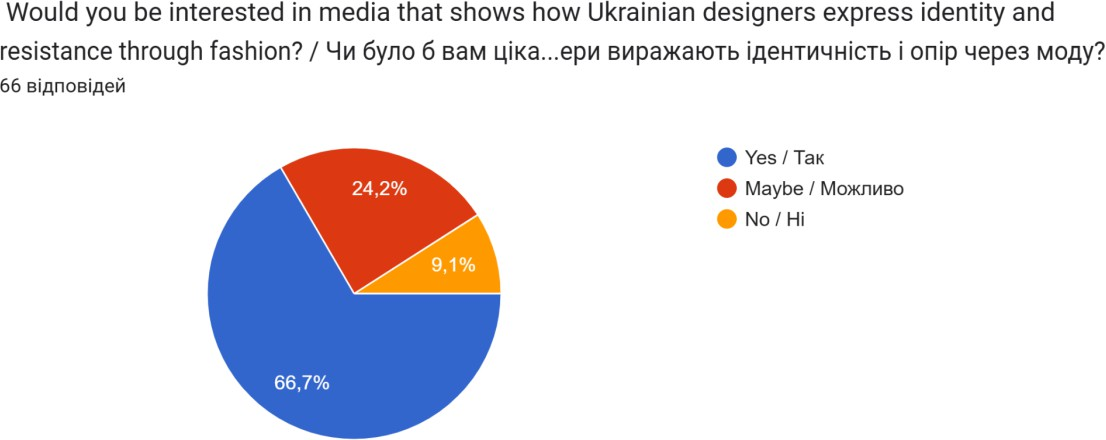 Would you be interested in media that shows how Ukrainian designers express identity and
resistance through fashion? / Чи було б вам ціка...ери виражають ідентичність і опір через моду?
66 відповідей
24,2%
9,1%
66,7%
Yes / Так
Maybe / Можливо
No / Ні